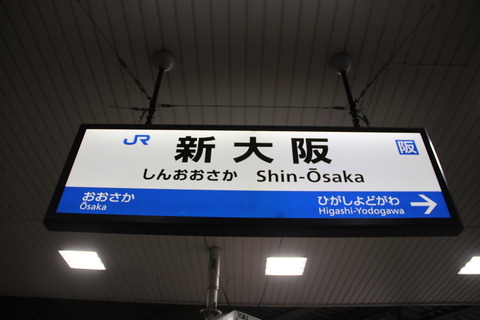 JR 新大阪 阪
しんおおさか Shin-Ōsaka
おおさか ひがしよどがわ →
Ōsaka Higashi-Yodogawa